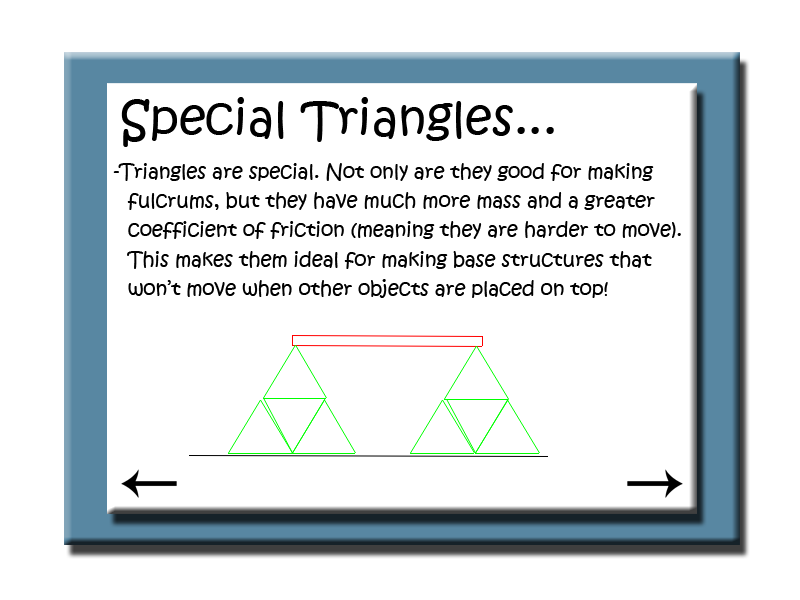 Special Triangles...
-Triangles are special. Not only are they good for making
fulcrums, but they have much more mass and a greater
coefficient of friction (meaning they are harder to move).
This makes them ideal for making base structures that
won't move when other objects are placed on top!